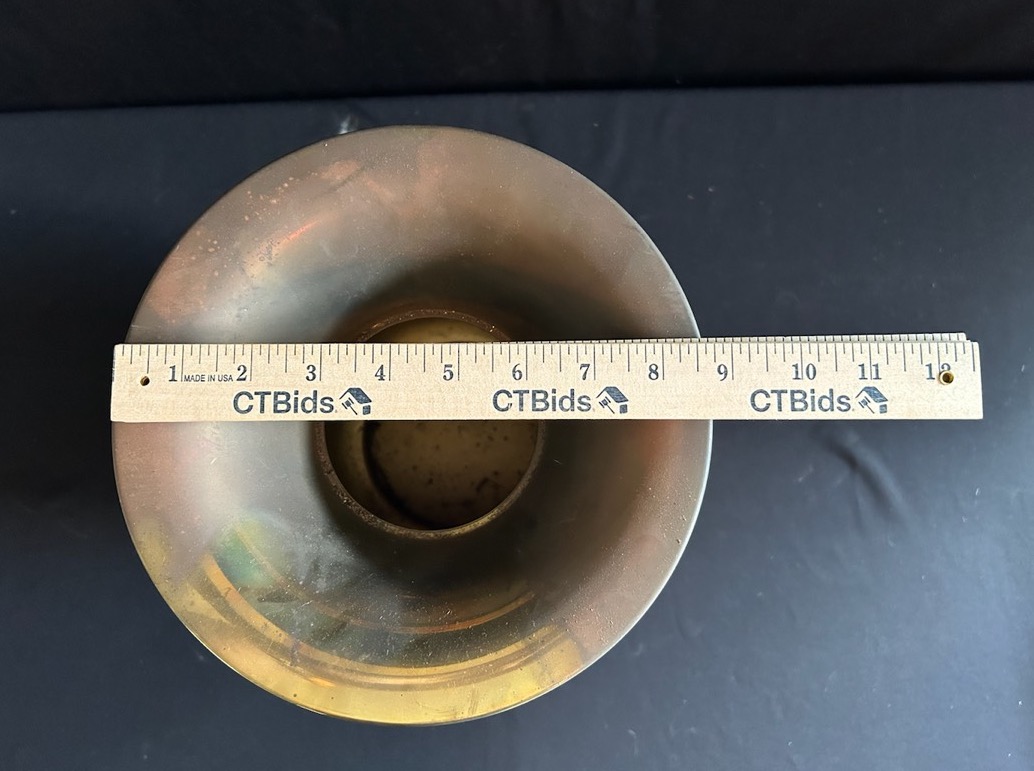 1 MADE IN USA 2 3 4 5 6 7 8 9 10 11 12
CTBids CTBids CTBids